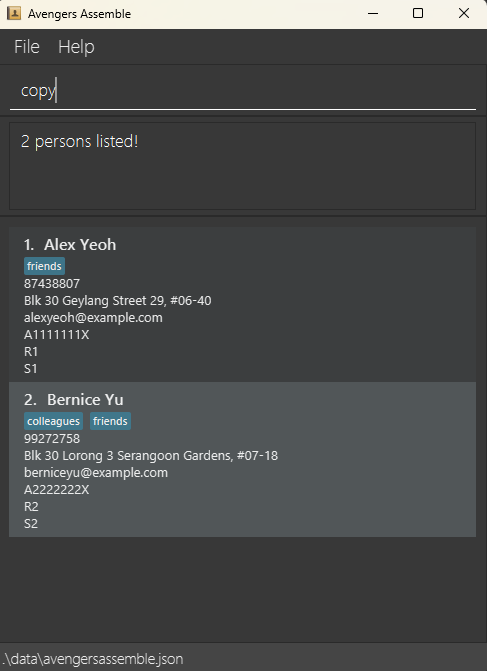 Avengers Assemble
File Help
copy
2 persons listed!
1. Alex Yeoh
friends
87438807
Blk 30 Geylang Street 29, #06-40
alexyeoh@example.com
A1111111X
R1
S1
2. Bernice Yu
colleagues friends
99272758
Blk 30 Lorong 3 Serangoon Gardens, #07-18
berniceyu@example.com
A2222222X
R2
S2
.\data\avengersassemble.json